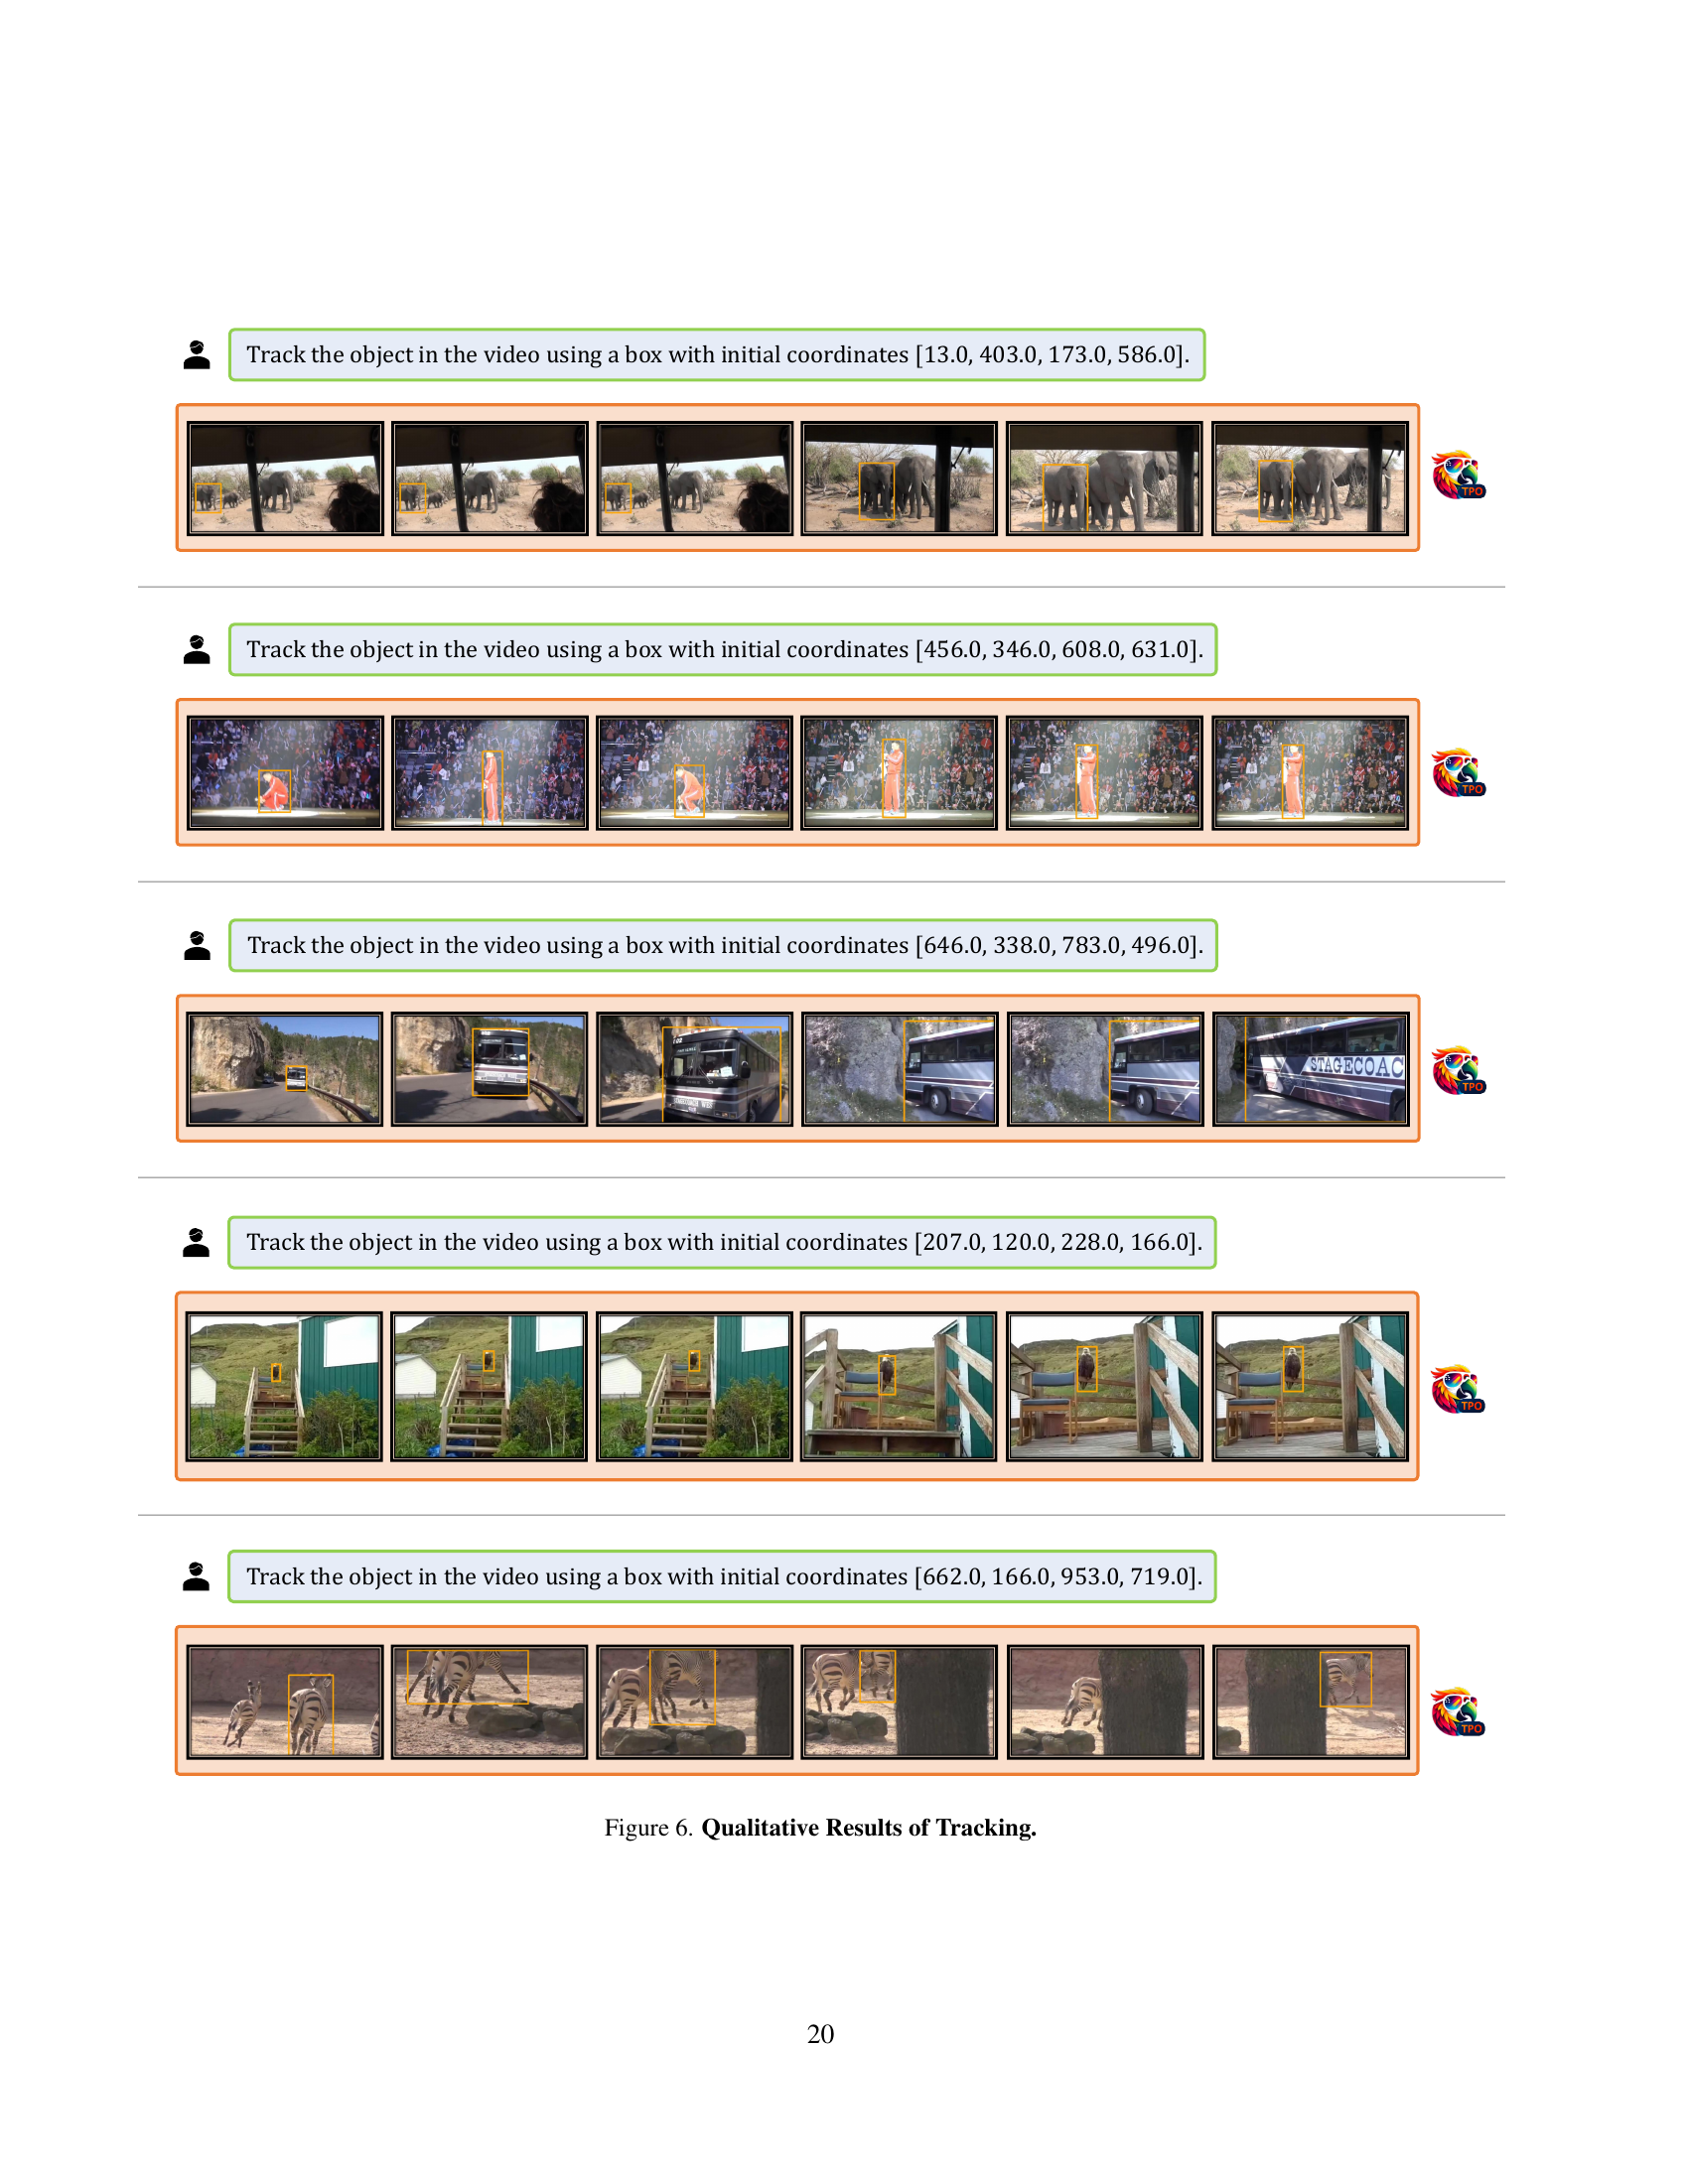 Track the object in the video using a box with initial coordinates [13.0, 403.0, 173.0, 586.0].
TPO
Track the object in the video using a box with initial coordinates [456.0, 346.0, 608.0, 631.0].
TPO
Track the object in the video using a box with initial coordinates [646.0, 338.0, 783.0, 496.0].
STAGECOAC
TPO
Track the object in the video using a box with initial coordinates [207.0, 120.0, 228.0, 166.0].
TPO
Track the object in the video using a box with initial coordinates [662.0, 166.0, 953.0, 719.0].
TPO
Figure 6. Qualitative Results of Tracking.
20